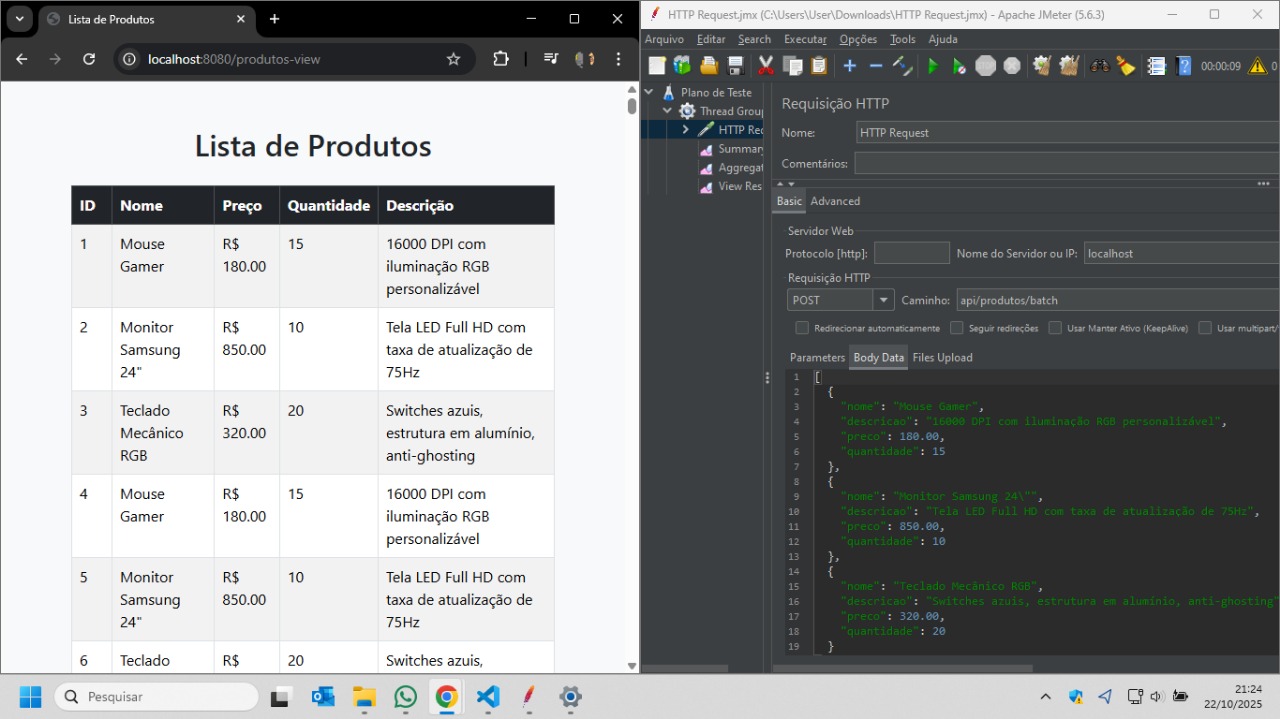 Lista de Produtos
localhost:8080/produtos-view
Lista de Produtos
ID Nome Preço Quantidade Descrição
1 Mouse Gamer R$ 180.00 15 16000 DPI com iluminação RGB personalizável
2 Monitor Samsung 24" R$ 850.00 10 Tela LED Full HD com taxa de atualização de 75Hz
3 Teclado Mecânico RGB R$ 320.00 20 Switches azuis, estrutura em alumínio, anti-ghosting
4 Mouse Gamer R$ 180.00 15 16000 DPI com iluminação RGB personalizável
5 Monitor Samsung 24" R$ 850.00 10 Tela LED Full HD com taxa de atualização de 75Hz
6 Teclado R$ 20 Switches azuis,
HTTP Request.jmx (C:\Users\User\Downloads\HTTP Request.jmx) - Apache JMeter (5.6.3)
Arquivo Editar Search Executar Opções Tools Ajuda
STOP
00:00:09 0
Plano de Teste
Thread Grou
HTTP Rec
Summar
Aggregat
View Res
Requisição HTTP
Nome: HTTP Request
Comentários:
Basic Advanced
Servidor Web
Protocolo [http]: Nome do Servidor ou IP: localhost
Requisição HTTP
POST Caminho: api/produtos/batch
Redirecionar automaticamente Seguir redireções Usar Manter Ativo (KeepAlive) Usar multipart/
Parameters Body Data Files Upload
1 [
2 {
3 "nome": "Mouse Gamer",
4 "descricao": "16000 DPI com iluminação RGB personalizável",
5 "preco": 180.00,
6 "quantidade": 15
7 },
8 {
9 "nome": "Monitor Samsung 24\"",
10 "descricao": "Tela LED Full HD com taxa de atualização de 75Hz",
11 "preco": 850.00,
12 "quantidade": 10
13 },
14 {
15 "nome": "Teclado Mecânico RGB",
16 "descricao": "Switches azuis, estrutura em alumínio, anti-ghosting"
17 "preco": 320.00,
18 "quantidade": 20
19 }
Pesquisar
21:24
22/10/2025